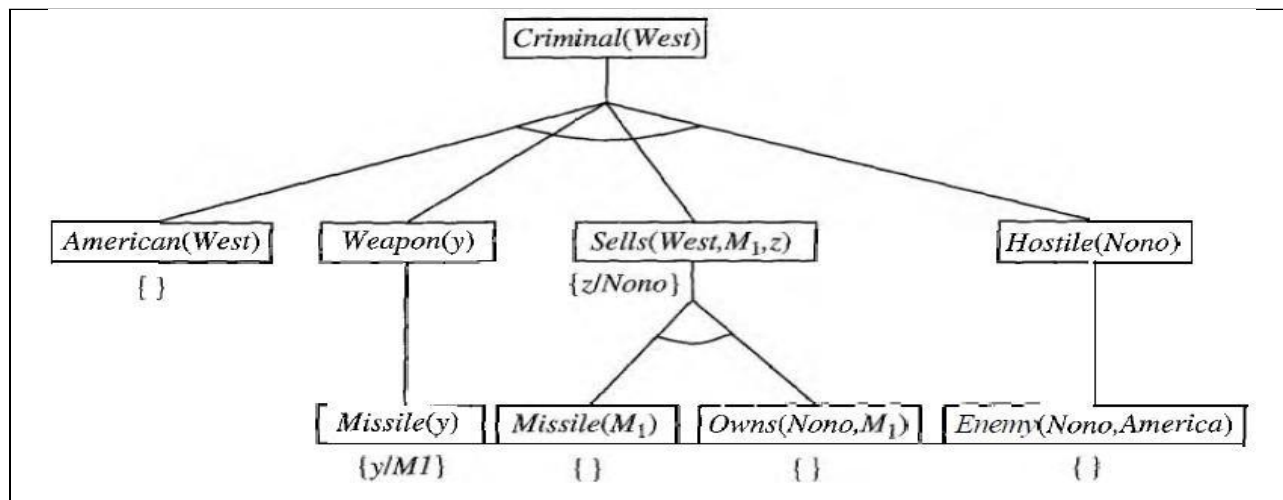 Criminal(West)
American(West) Weapon(y) Sells(West,M₁,z) Hostile(Nono)
{ } {z/Nono}
Missile(y) Missile(M₁) Owns(Nono,M₁) Enemy(Nono,America)
{y/M1} { } { } { }